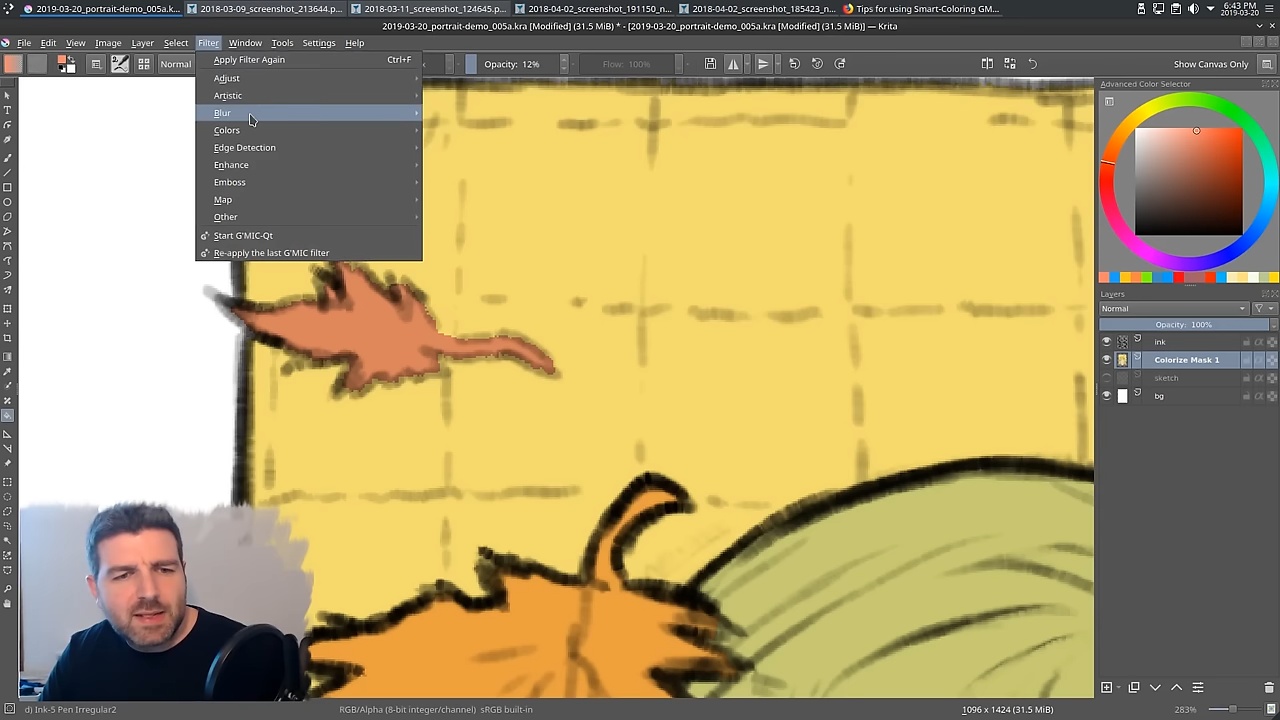 2019-03-20_portrait-demo_005a.k...
2018-03-09_screenshot_213644.p...
2018-03-11_screenshot_124645.p...
2018-04-02_screenshot_191150_n...
2018-04-02_screenshot_185423_n...
Tips for using Smart-Coloring GM...
6:43 PM
2019-03-20
2019-03-20_portrait-demo_005a.kra [Modified] (31.5 MiB) * - [2019-03-20_portrait-demo_005a.kra [Modified] (31.5 MiB)] — Krita
File Edit View Image Layer Select Filter Window Tools Settings Help
Normal
Opacity: 12%
Flow: 100%
Show Canvas Only
Apply Filter Again Ctrl+F
Adjust
Artistic
Blur
Colors
Edge Detection
Enhance
Emboss
Map
Other
Start G'MIC-Qt
Re-apply the last G'MIC filter
Advanced Color Selector
Layers
Normal
Opacity: 100%
ink
Colorize Mask 1
sketch
bg
d) Ink-5 Pen Irregular2
RGB/Alpha (8-bit integer/channel) sRGB built-in
1096 x 1424 (31.5 MiB)
283%